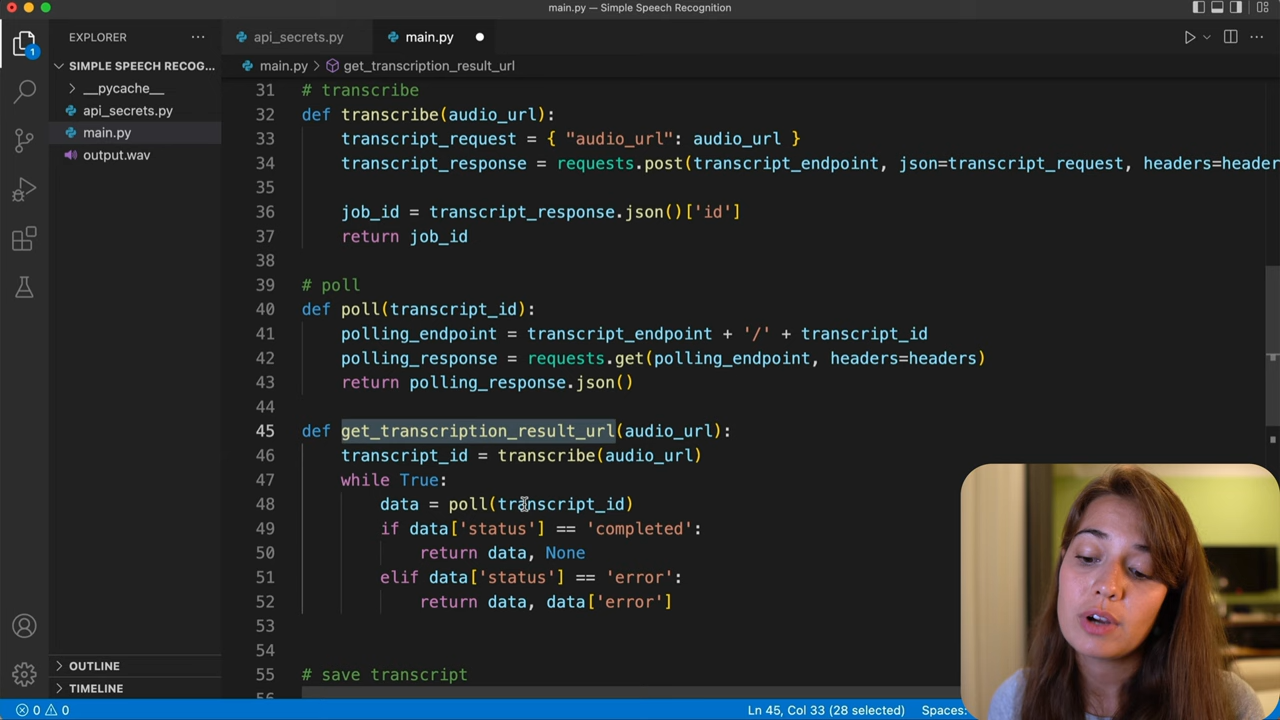 main.py — Simple Speech Recognition
EXPLORER
api_secrets.py
main.py
SIMPLE SPEECH RECOG...
main.py > get_transcription_result_url
__pycache__
api_secrets.py
main.py
output.wav
1
31 # transcribe
32 def transcribe(audio_url):
33 transcript_request = { "audio_url": audio_url }
34 transcript_response = requests.post(transcript_endpoint, json=transcript_request, headers=header
35
36 job_id = transcript_response.json()['id']
37 return job_id
38
39 # poll
40 def poll(transcript_id):
41 polling_endpoint = transcript_endpoint + '/' + transcript_id
42 polling_response = requests.get(polling_endpoint, headers=headers)
43 return polling_response.json()
44
45 def get_transcription_result_url(audio_url):
46 transcript_id = transcribe(audio_url)
47 while True:
48 data = poll(transcript_id)
49 if data['status'] == 'completed':
50 return data, None
51 elif data['status'] == 'error':
52 return data, data['error']
53
54
55 # save transcript
OUTLINE
TIMELINE
0 0
Ln 45, Col 33 (28 selected)
Spaces: